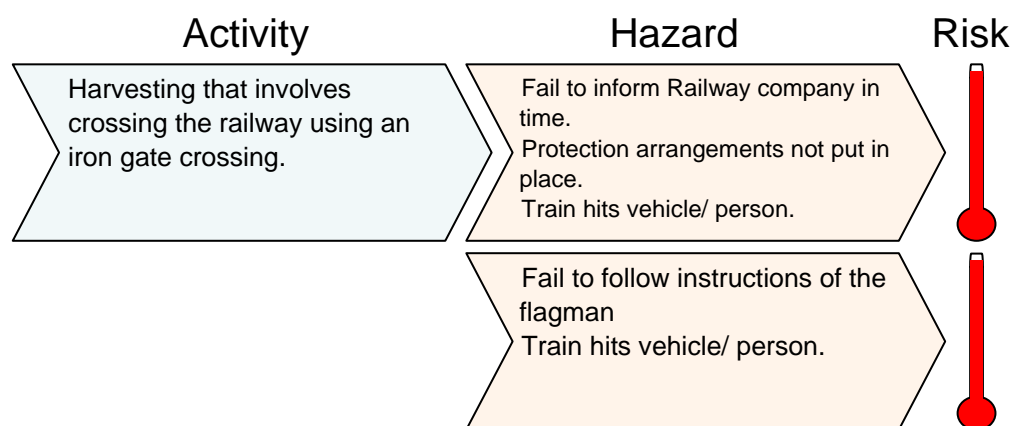 Activity
Hazard
Risk
Harvesting that involves
crossing the railway using an
iron gate crossing.
Fail to inform Railway company in
time.
Protection arrangements not put in
place.
Train hits vehicle/ person.
Fail to follow instructions of the
flagman
Train hits vehicle/ person.